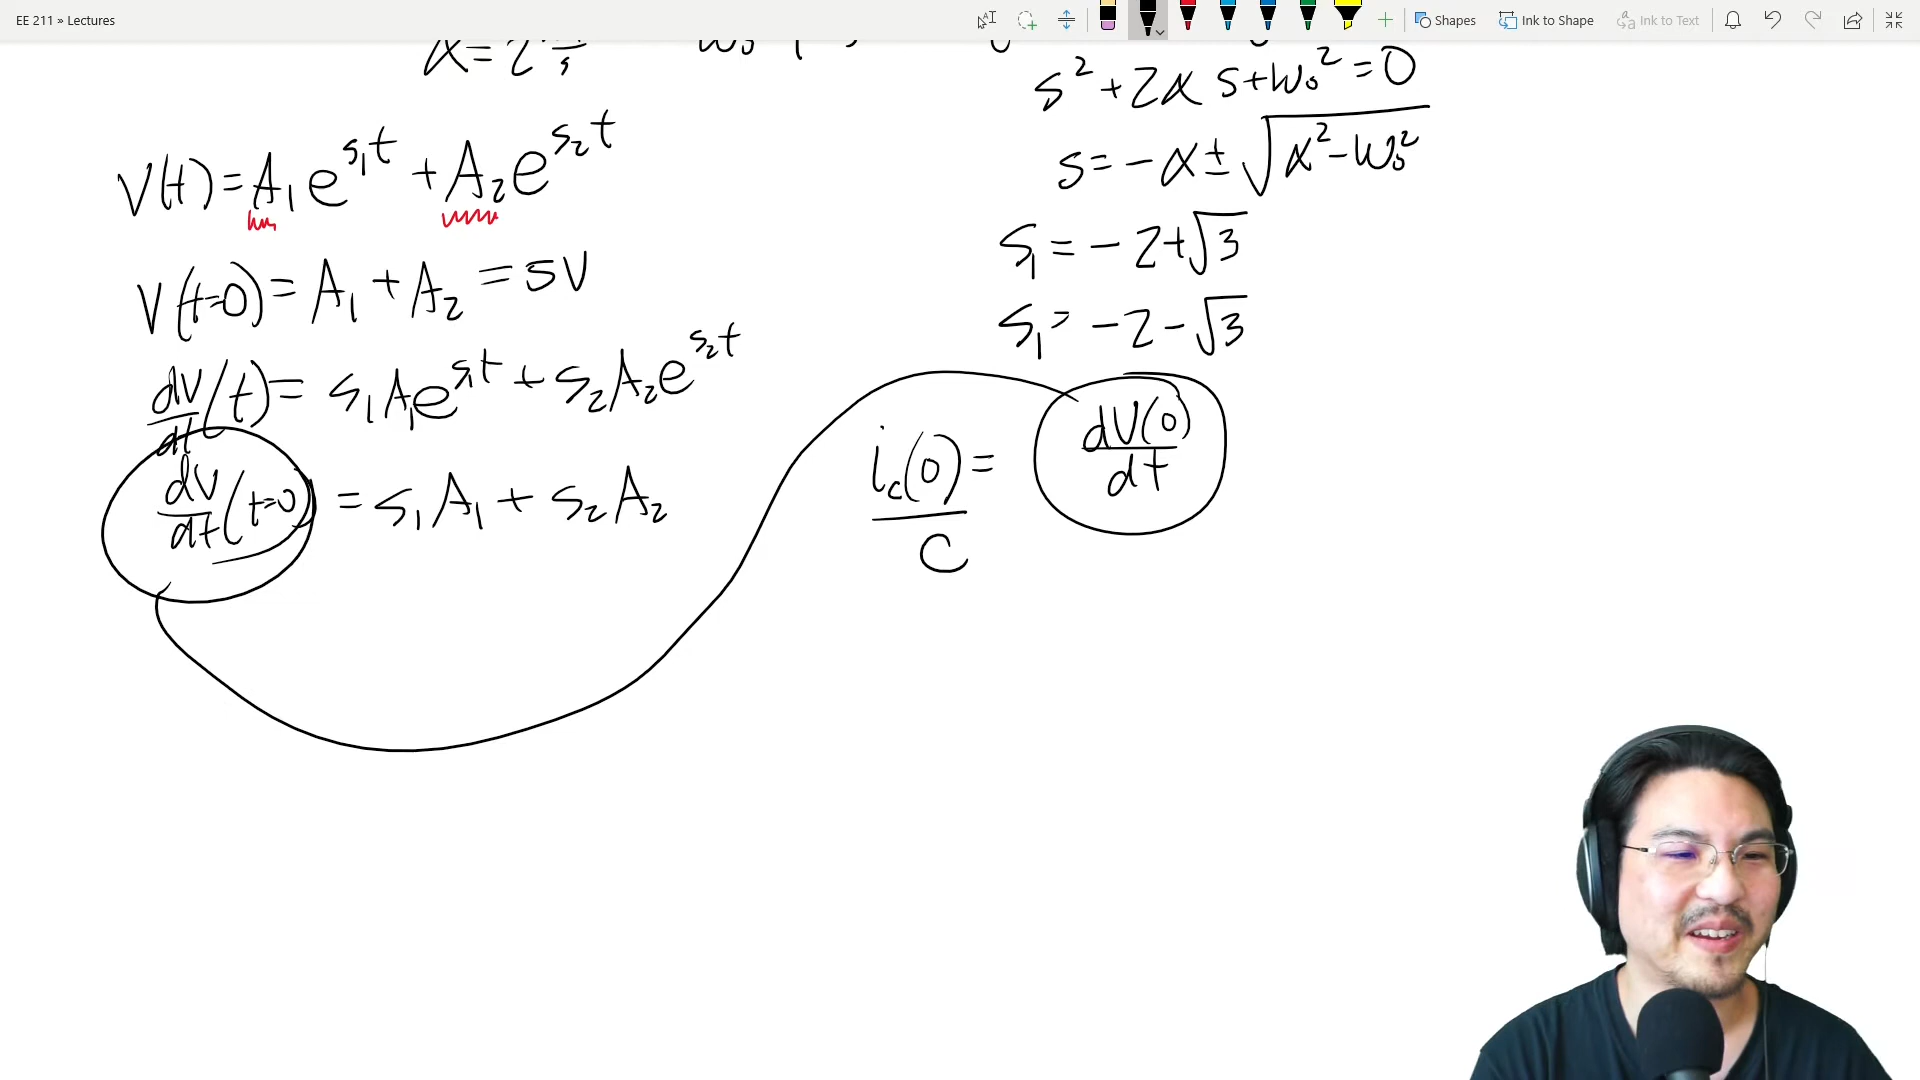 EE 211 » Lectures
Shapes
Ink to Shape
Ink to Text
α = 2
s² + 2α s + ω₀² = 0
s = -α ± √(α² - ω₀²)
V(t) = A₁e^(s₁t) + A₂e^(s₂t)
s₁ = -2 + √3
V(t=0) = A₁ + A₂ = 5V
s₁ = -2 - √3
dV/dt (t) = s₁A₁e^(s₁t) + s₂A₂e^(s₂t)
dV/dt (t=0) = s₁A₁ + s₂A₂
i_c(0)/C = dV(0)/dt